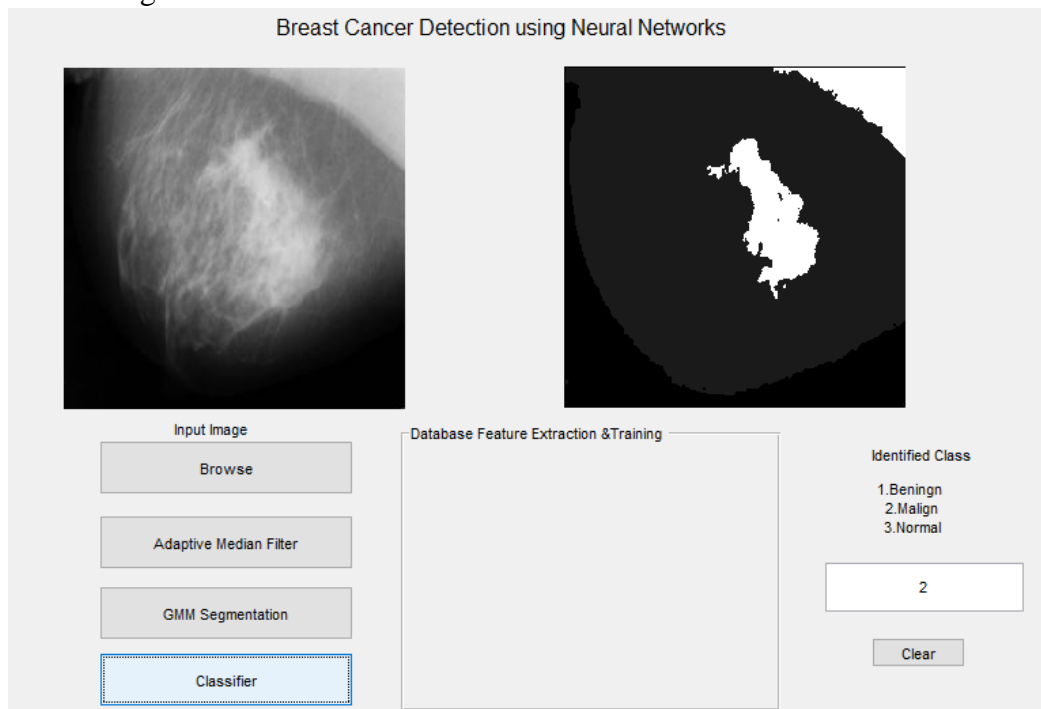 Breast Cancer Detection using Neural Networks
Input Image
Browse
Adaptive Median Filter
GMM Segmentation
Classifier
Database Feature Extraction &Training
Identified Class
1.Beningn
2.Malign
3.Normal
2
Clear